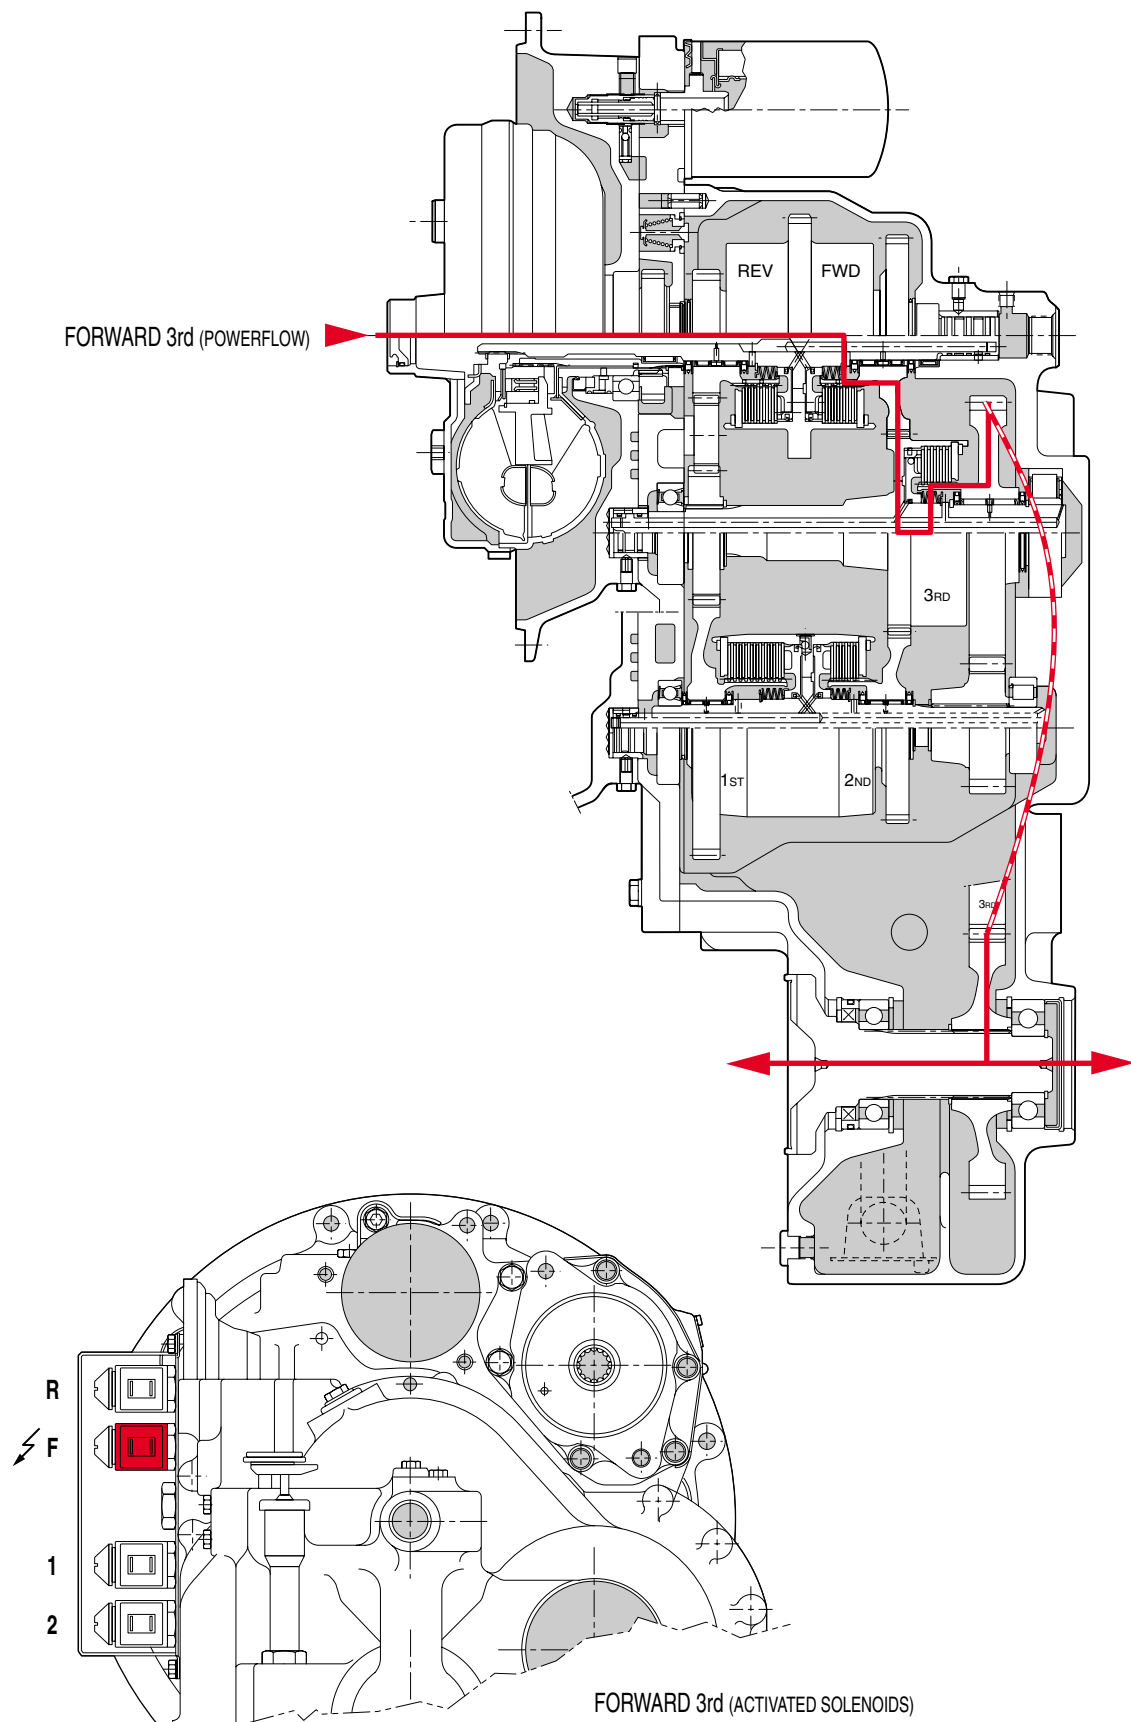 REV FWD
FORWARD 3rd (POWERFLOW)
3RD
1ST 2ND
3RD
R
F
1
2
FORWARD 3rd (ACTIVATED SOLENOIDS)